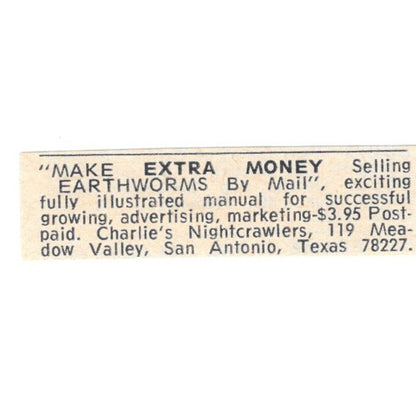 "MAKE EXTRA MONEY Selling
EARTHWORMS By Mail", exciting
fully illustrated manual for successful
growing, advertising, marketing-$3.95 Post-
paid. Charlie's Nightcrawlers, 119 Mea-
dow Valley, San Antonio, Texas 78227.